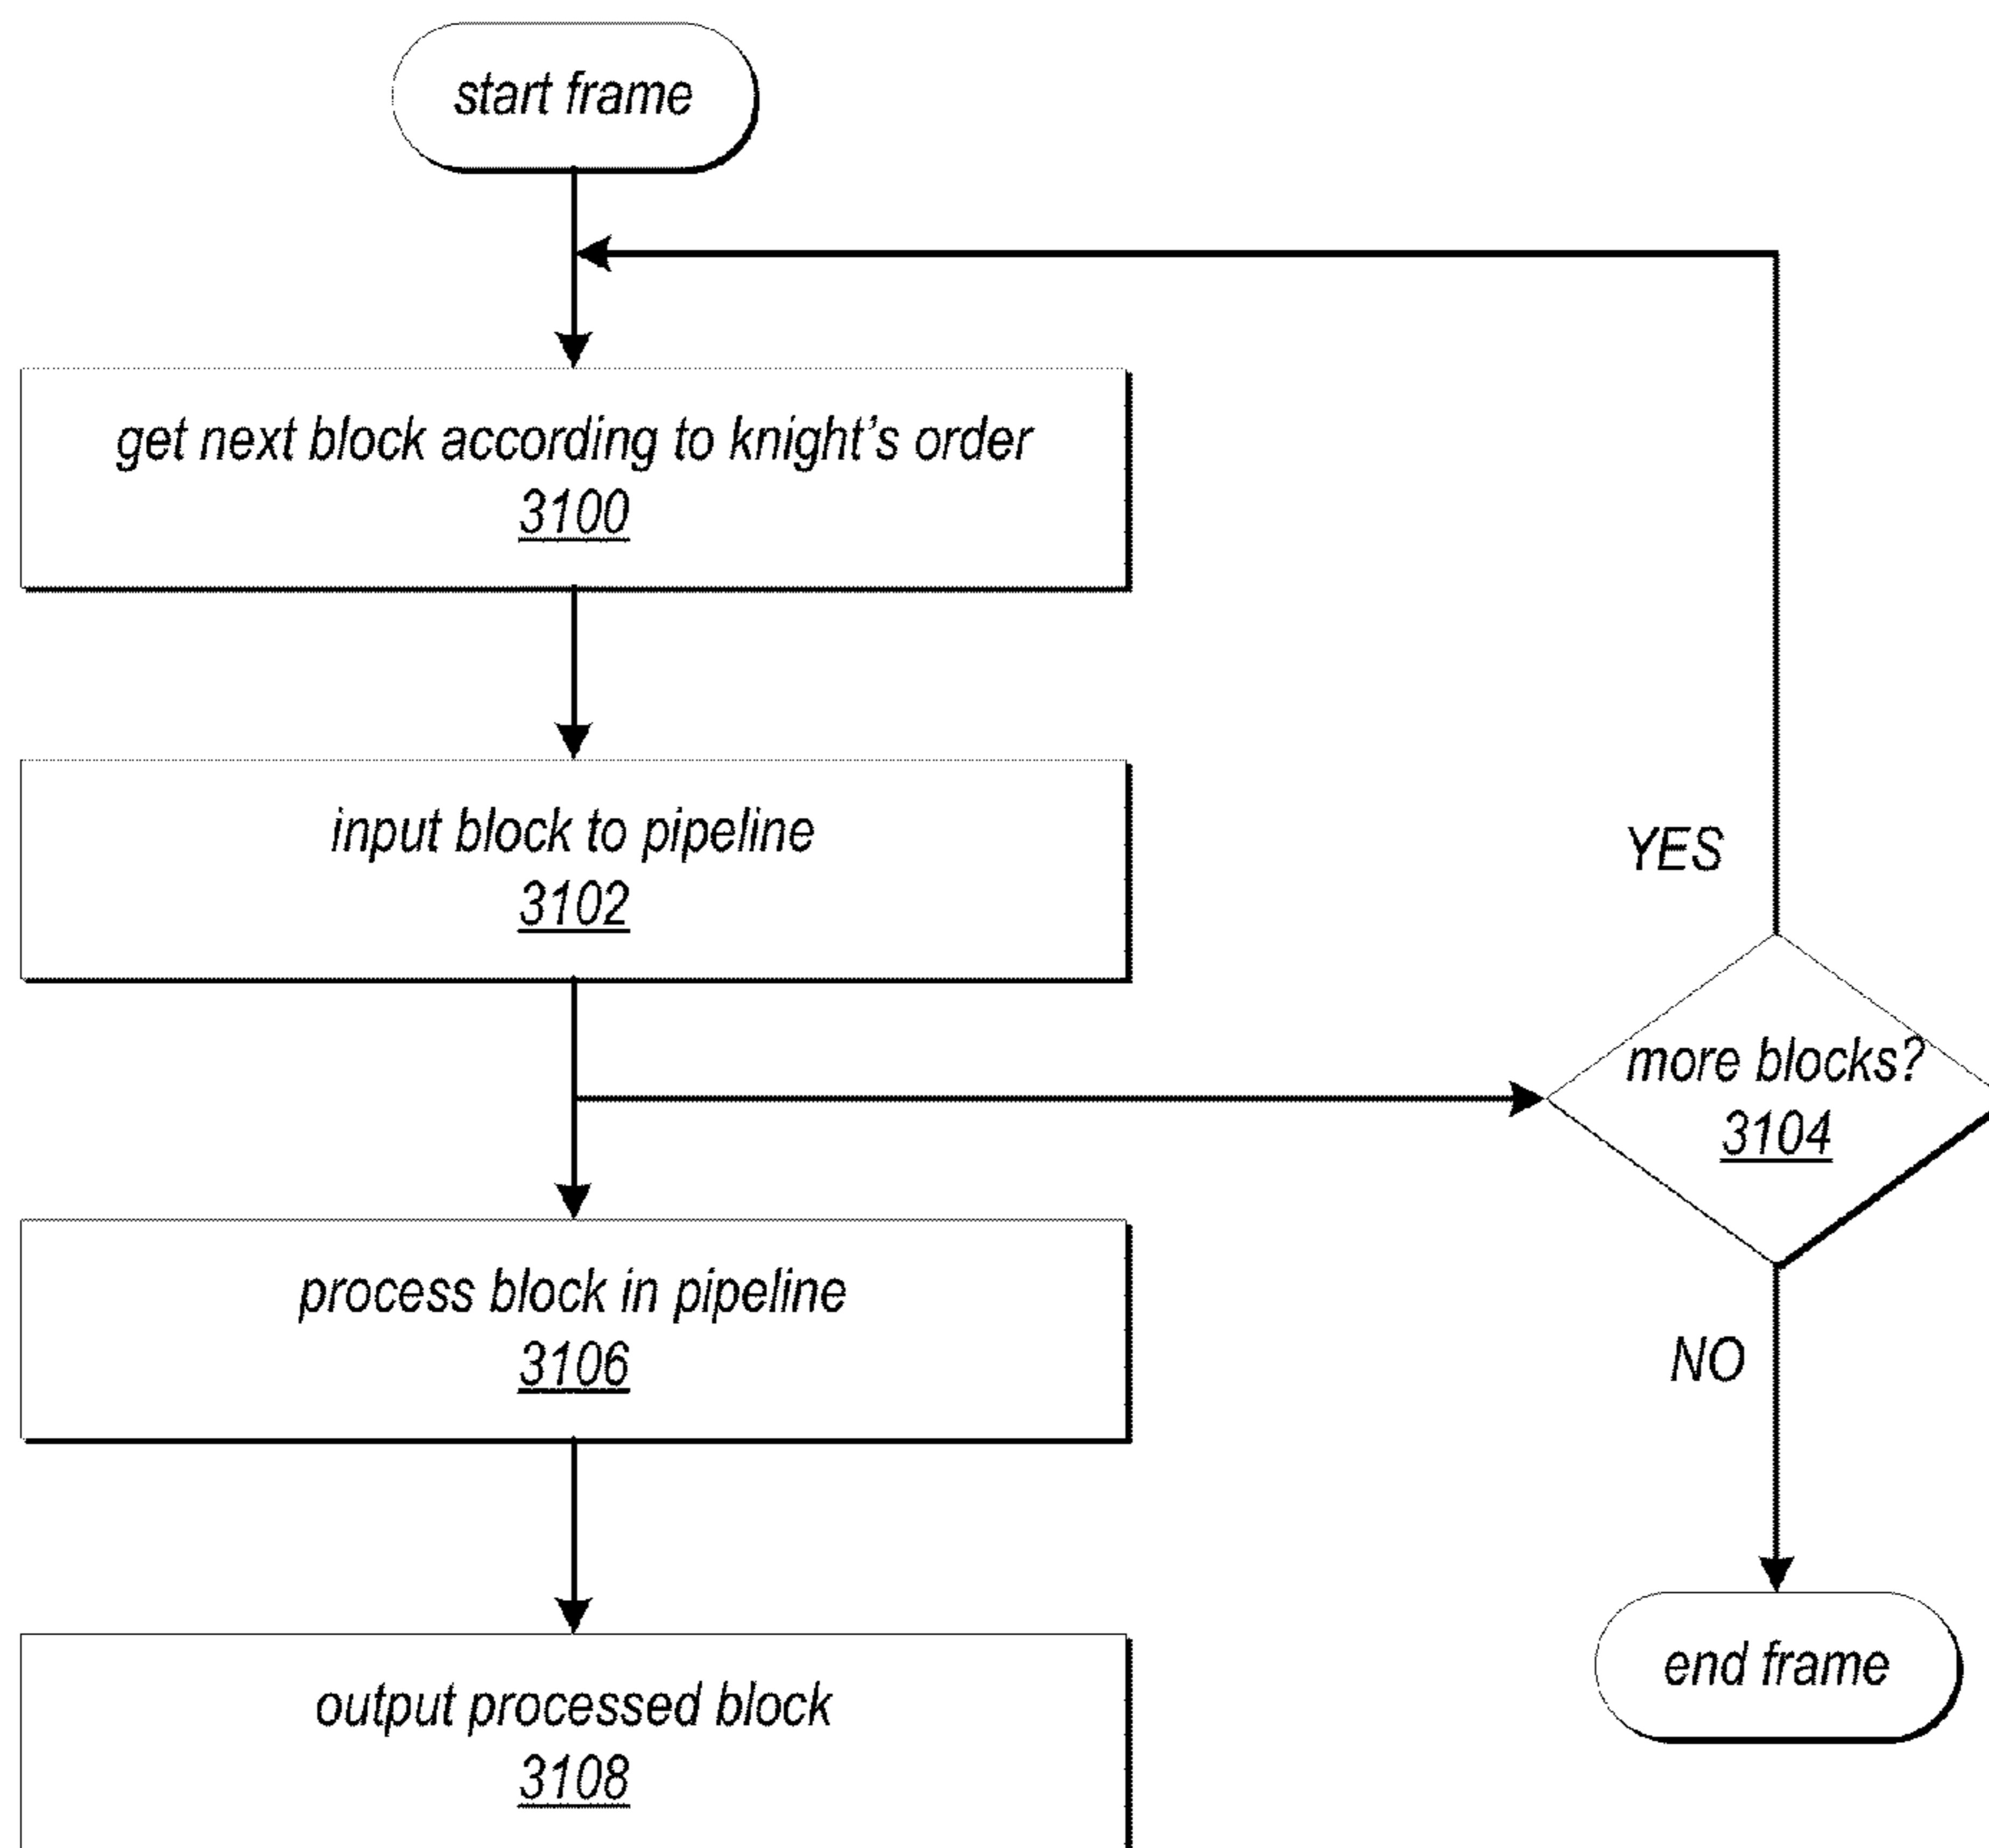 start frame
get next block according to knight's order
3100
input block to pipeline
3102
YES
more blocks?
3104
process block in pipeline
3106
NO
output processed block
3108
end frame